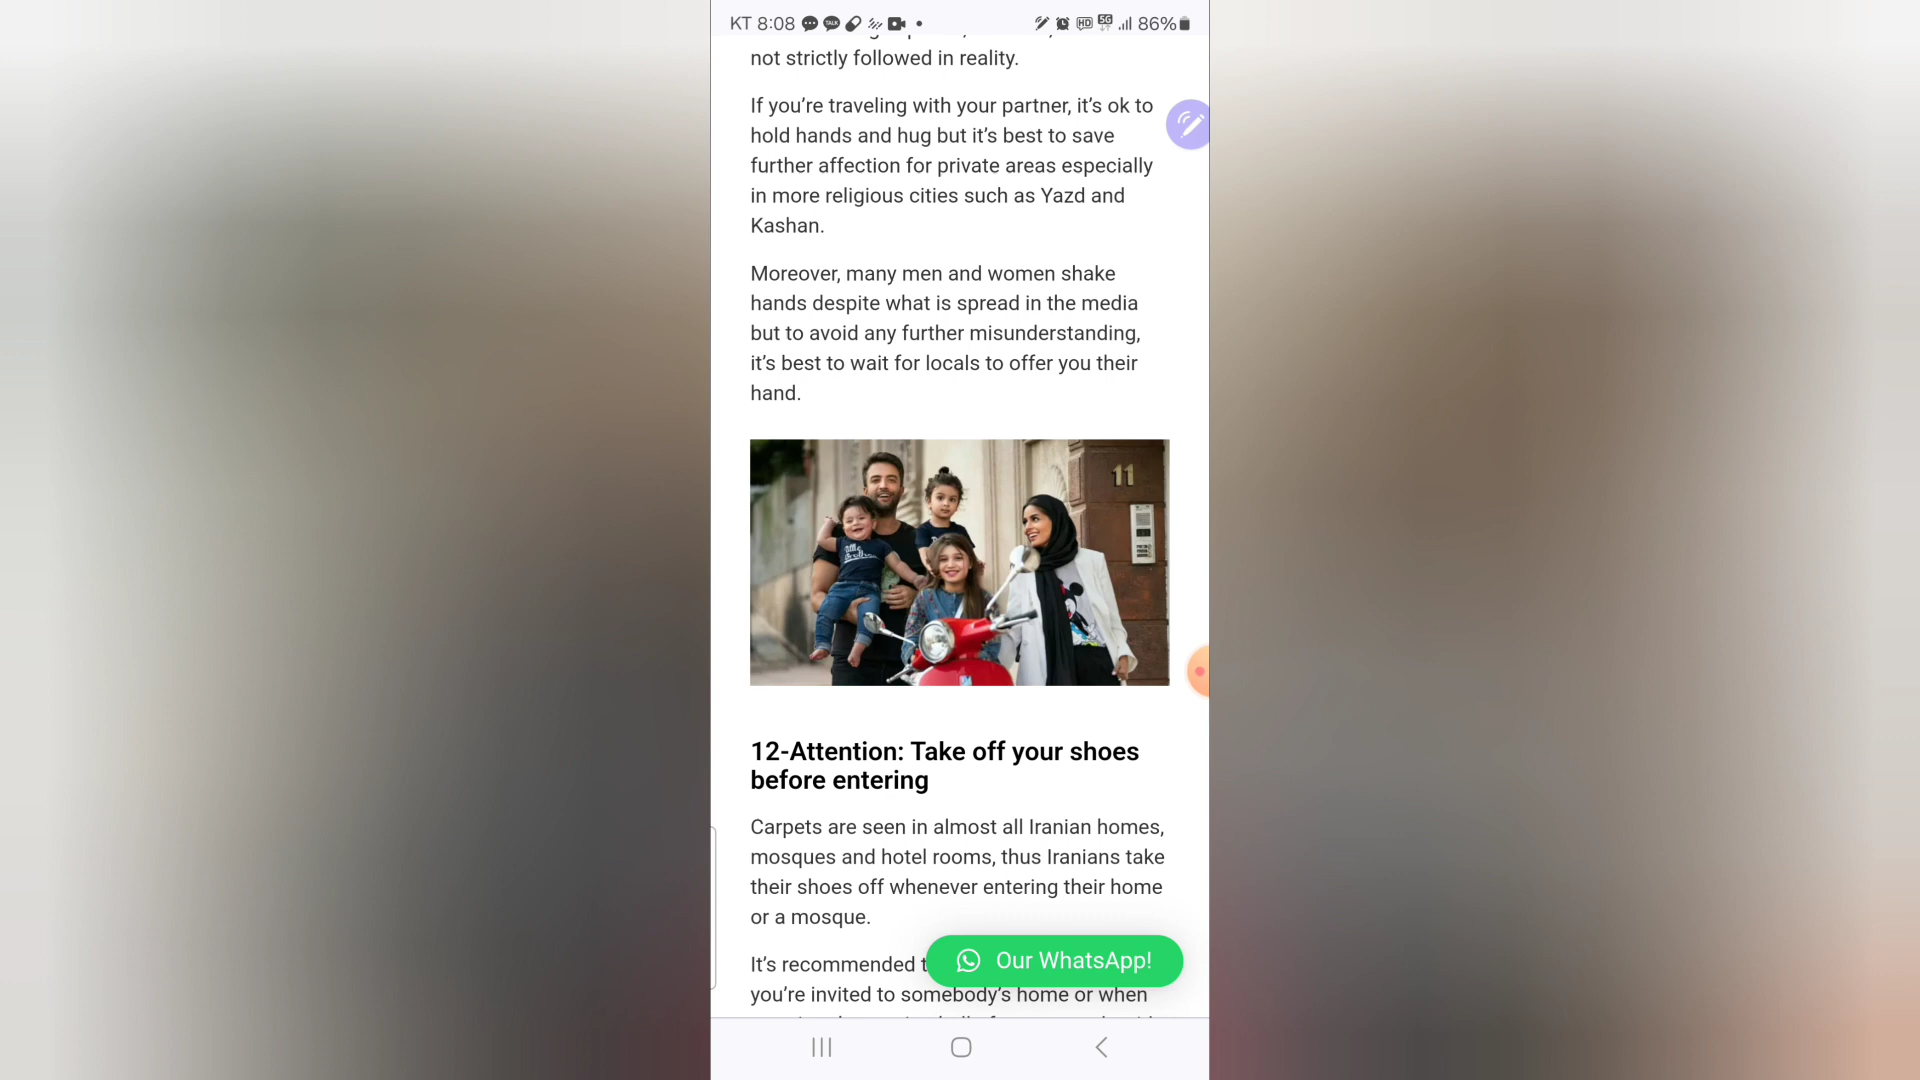 KT 8:08
TALK
HD
5G
86%
not strictly followed in reality.
If you’re traveling with your partner, it’s ok to
hold hands and hug but it’s best to save
further affection for private areas especially
in more religious cities such as Yazd and
Kashan.
Moreover, many men and women shake
hands despite what is spread in the media
but to avoid any further misunderstanding,
it’s best to wait for locals to offer you their
hand.
11
little
12-Attention: Take off your shoes
before entering
Carpets are seen in almost all Iranian homes,
mosques and hotel rooms, thus Iranians take
their shoes off whenever entering their home
or a mosque.
It’s recommended
Our WhatsApp!
you’re invited to somebody’s home or when